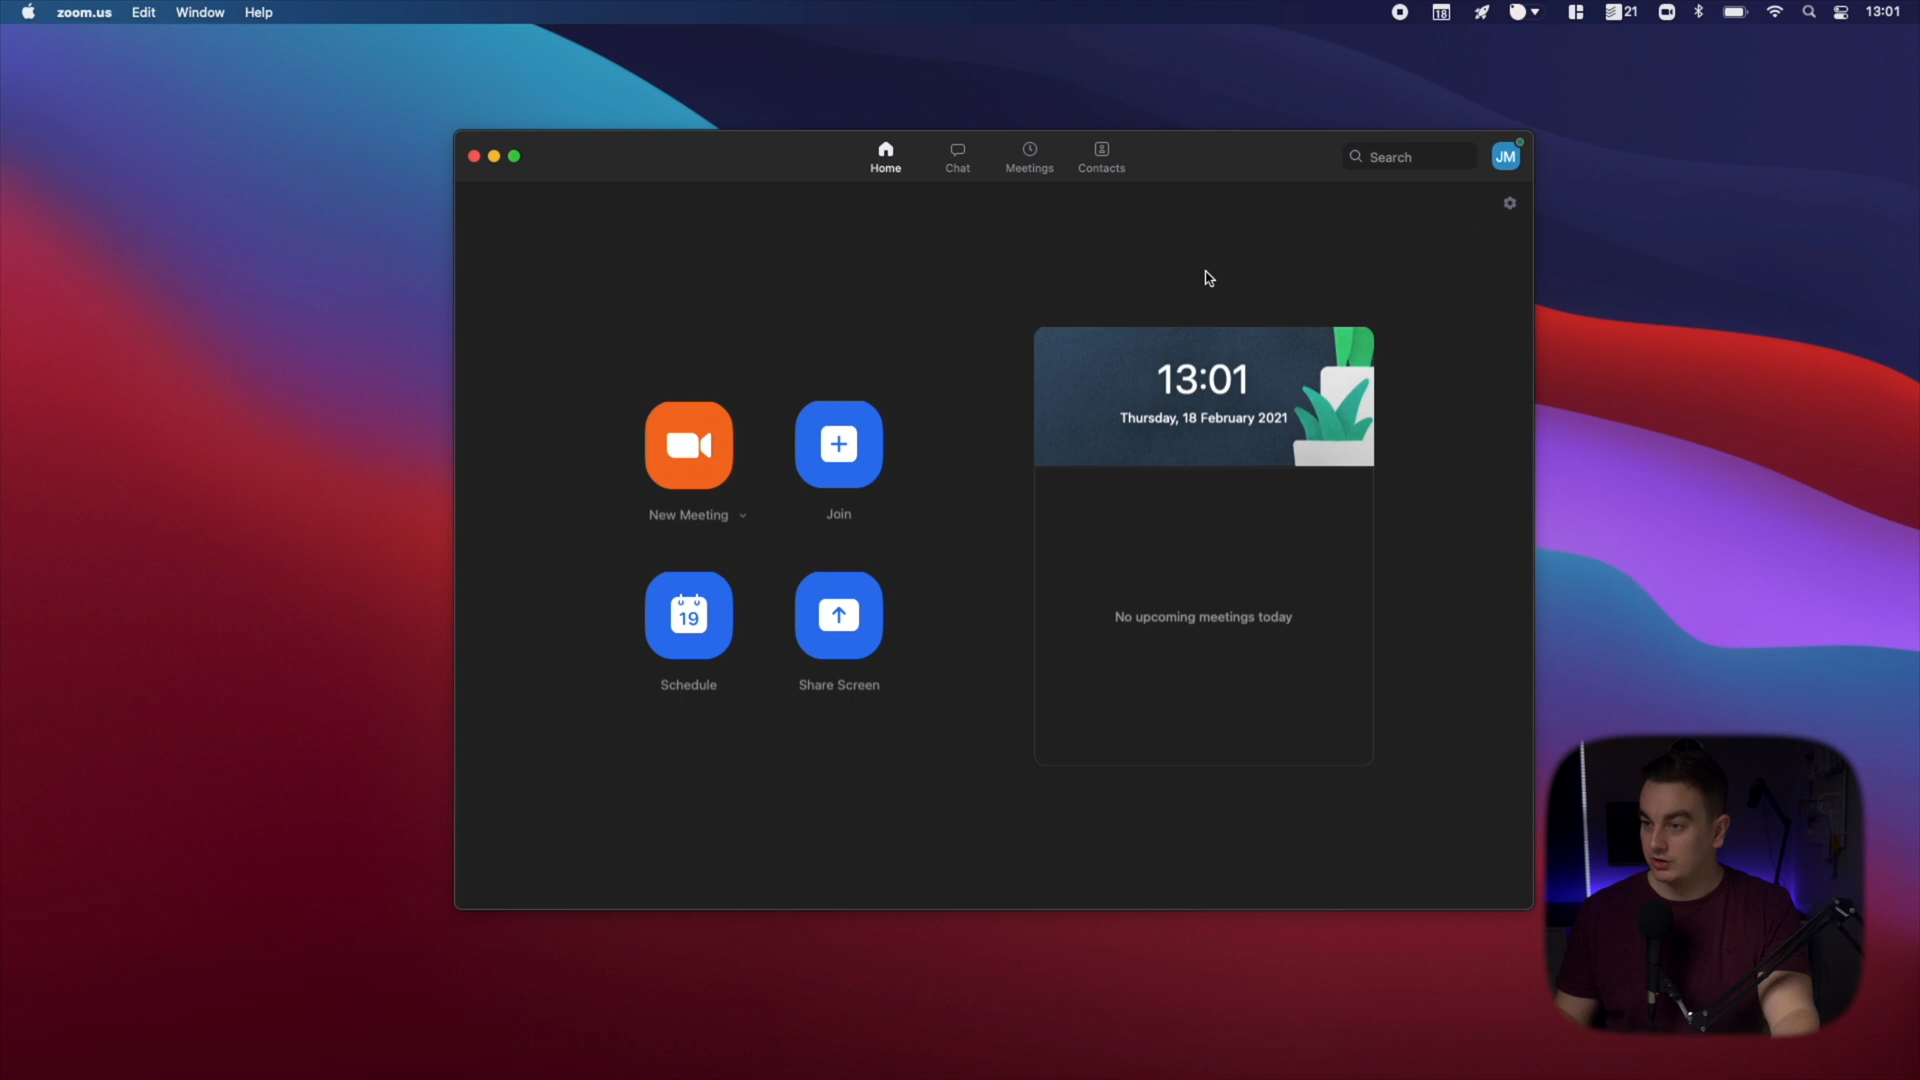 zoom.us Edit Window Help 18 21 13:01
Home Chat Meetings Contacts Search JM
13:01
Thursday, 18 February 2021
New Meeting Join
19
No upcoming meetings today
Schedule Share Screen